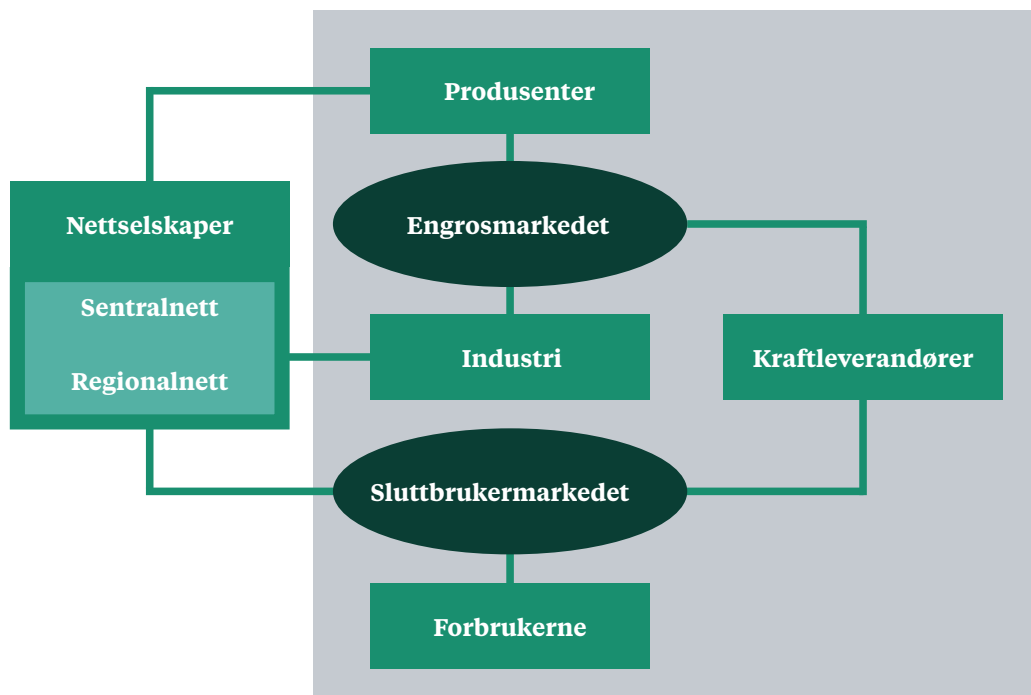 Produsenter
Nettselskaper
Engrosmarkedet
Sentralnett
Industri
Kraftleverandører
Regionalnett
Sluttbrukermarkedet
Forbrukerne